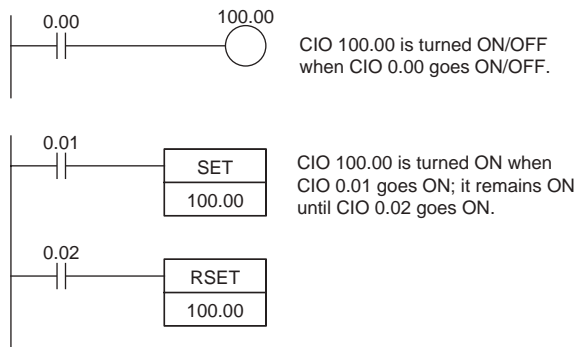 0.00
100.00
CIO 100.00 is turned ON/OFF
when CIO 0.00 goes ON/OFF.
0.01
SET
100.00
CIO 100.00 is turned ON when
CIO 0.01 goes ON; it remains ON
until CIO 0.02 goes ON.
0.02
RSET
100.00